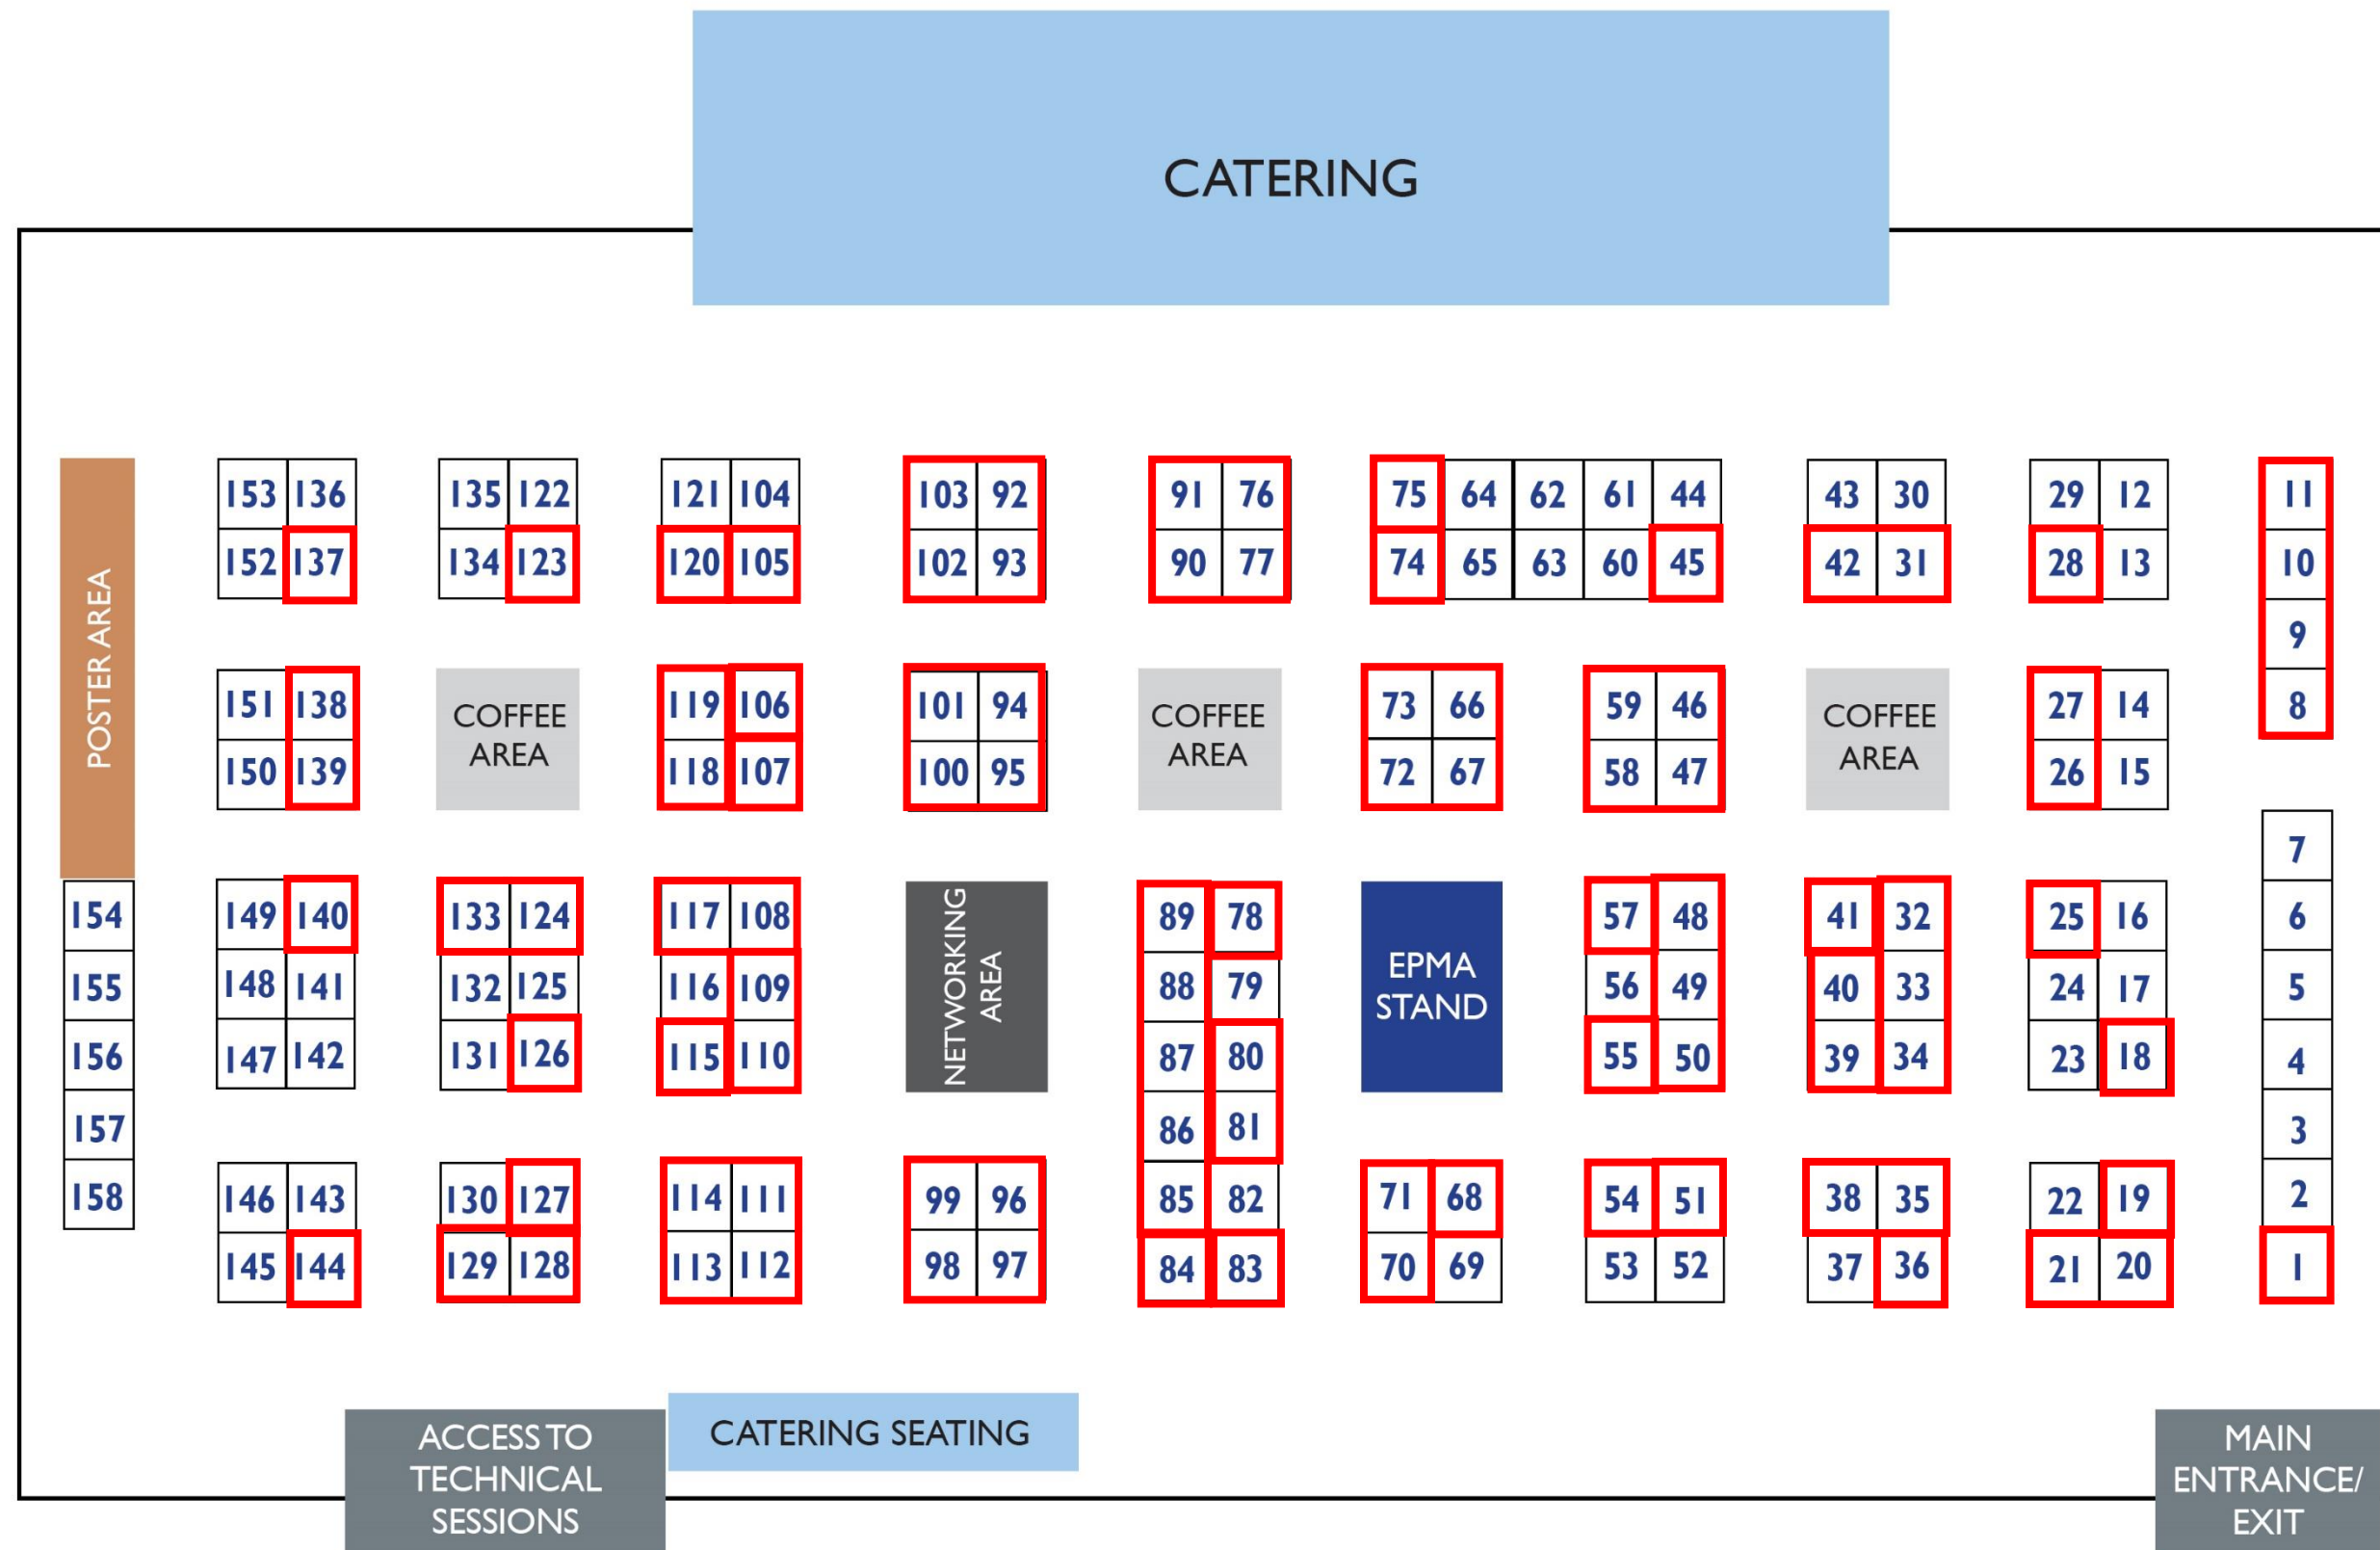 CATERING
153 136 135 122 121 104 103 92 91 76 75 64 62 61 44 43 30 29 12 11
152 137 134 123 120 105 102 93 90 77 74 65 63 60 45 42 31 28 13 10
9
POSTER AREA
151 138 COFFEE 119 106 101 94 COFFEE 73 66 59 46 COFFEE 27 14 8
150 139 AREA 118 107 100 95 AREA 72 67 58 47 AREA 26 15
7
154 149 140 133 124 117 108 NETWORKING 89 78 EPMA 57 48 41 32 25 16 6
155 148 141 132 125 116 109 AREA 88 79 STAND 56 49 40 33 24 17 5
156 147 142 131 126 115 110 87 80 55 50 39 34 23 18 4
157 86 81 3
158 146 143 130 127 114 111 99 96 85 82 71 68 54 51 38 35 22 19 2
145 144 129 128 113 112 98 97 84 83 70 69 53 52 37 36 21 20 1
ACCESS TO
TECHNICAL
SESSIONS
CATERING SEATING
MAIN
ENTRANCE/
EXIT